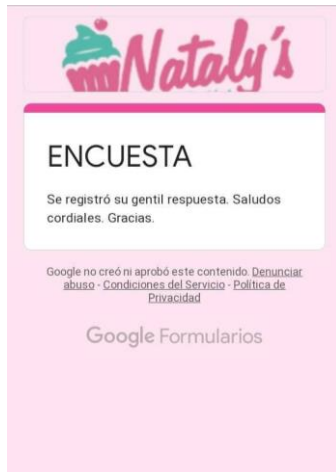 Nataly's
ENCUESTA
Se registró su gentil respuesta. Saludos
cordiales. Gracias.
Google no creó ni aprobó este contenido. Denunciar
abuso - Condiciones del Servicio - Política de
Privacidad
Google Formularios